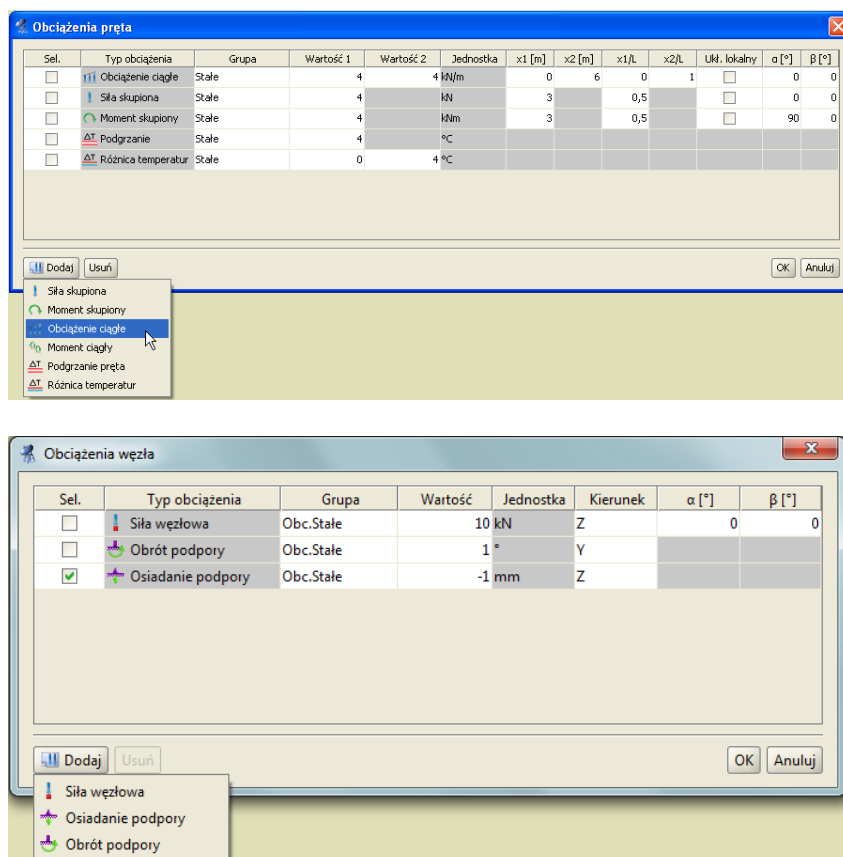 Obciążenia pręta
Sel. Typ obciążenia Grupa Wartość 1 Wartość 2 Jednostka x1 [m] x2 [m] x1/L x2/L Ukł. lokalny α [°] β [°]
Obciążenie ciągłe Stałe 4 4 kN/m 0 6 0 1 0 0
Siła skupiona Stałe 4 kN 3 0,5 0 0
Moment skupiony Stałe 4 kNm 3 0,5 90 0
ΔT Podgrzanie Stałe 4 °C
ΔT Różnica temperatur Stałe 0 4 °C
Dodaj Usuń OK Anuluj
Siła skupiona
Moment skupiony
Obciążenie ciągłe
Moment ciągły
ΔT Podgrzanie pręta
ΔT Różnica temperatur
Obciążenia węzła
Sel. Typ obciążenia Grupa Wartość Jednostka Kierunek α [°] β [°]
Siła węzłowa Obc.Stałe 10 kN Z 0 0
Obrót podpory Obc.Stałe 1 ° Y
Osiadanie podpory Obc.Stałe -1 mm Z
Dodaj Usuń OK Anuluj
Siła węzłowa
Osiadanie podpory
Obrót podpory